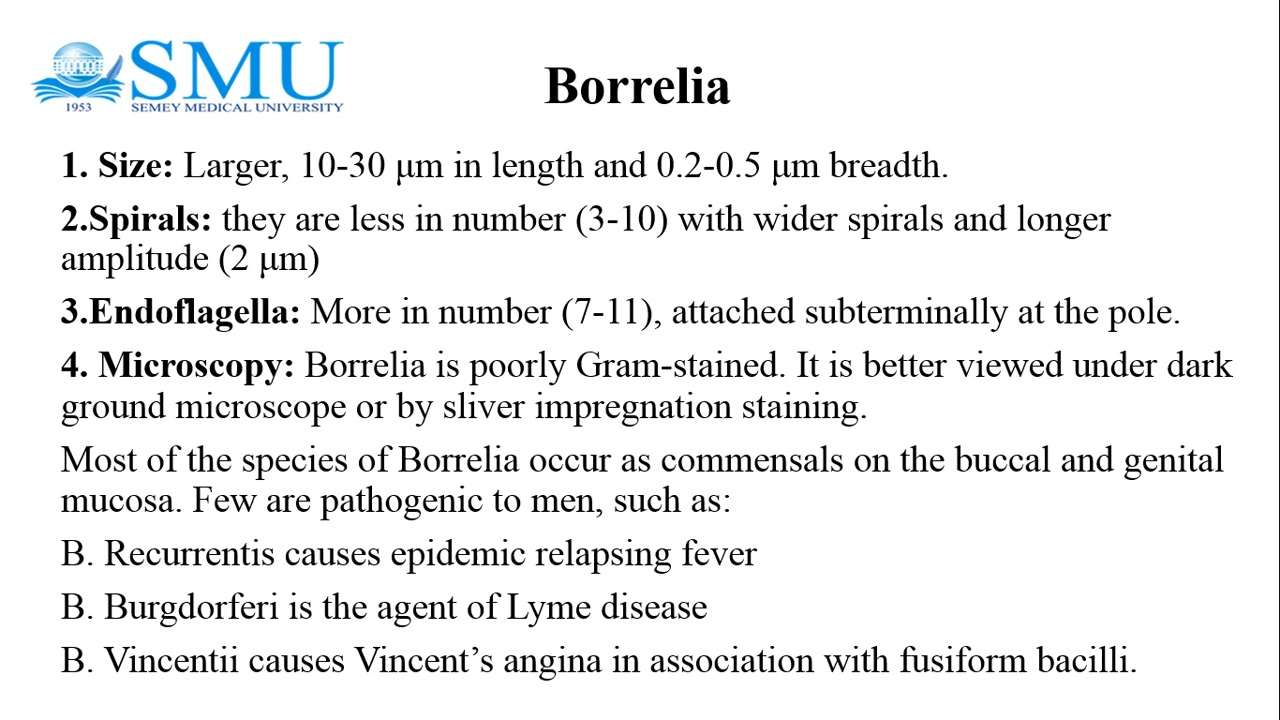 SMU
1953
SEMEY MEDICAL UNIVERSITY
Borrelia
1. Size: Larger, 10-30 μm in length and 0.2-0.5 μm breadth.
2.Spirals: they are less in number (3-10) with wider spirals and longer
amplitude (2 μm)
3.Endoflagella: More in number (7-11), attached subterminally at the pole.
4. Microscopy: Borrelia is poorly Gram-stained. It is better viewed under dark
ground microscope or by sliver impregnation staining.
Most of the species of Borrelia occur as commensals on the buccal and genital
mucosa. Few are pathogenic to men, such as:
B. Recurrentis causes epidemic relapsing fever
B. Burgdorferi is the agent of Lyme disease
B. Vincentii causes Vincent’s angina in association with fusiform bacilli.